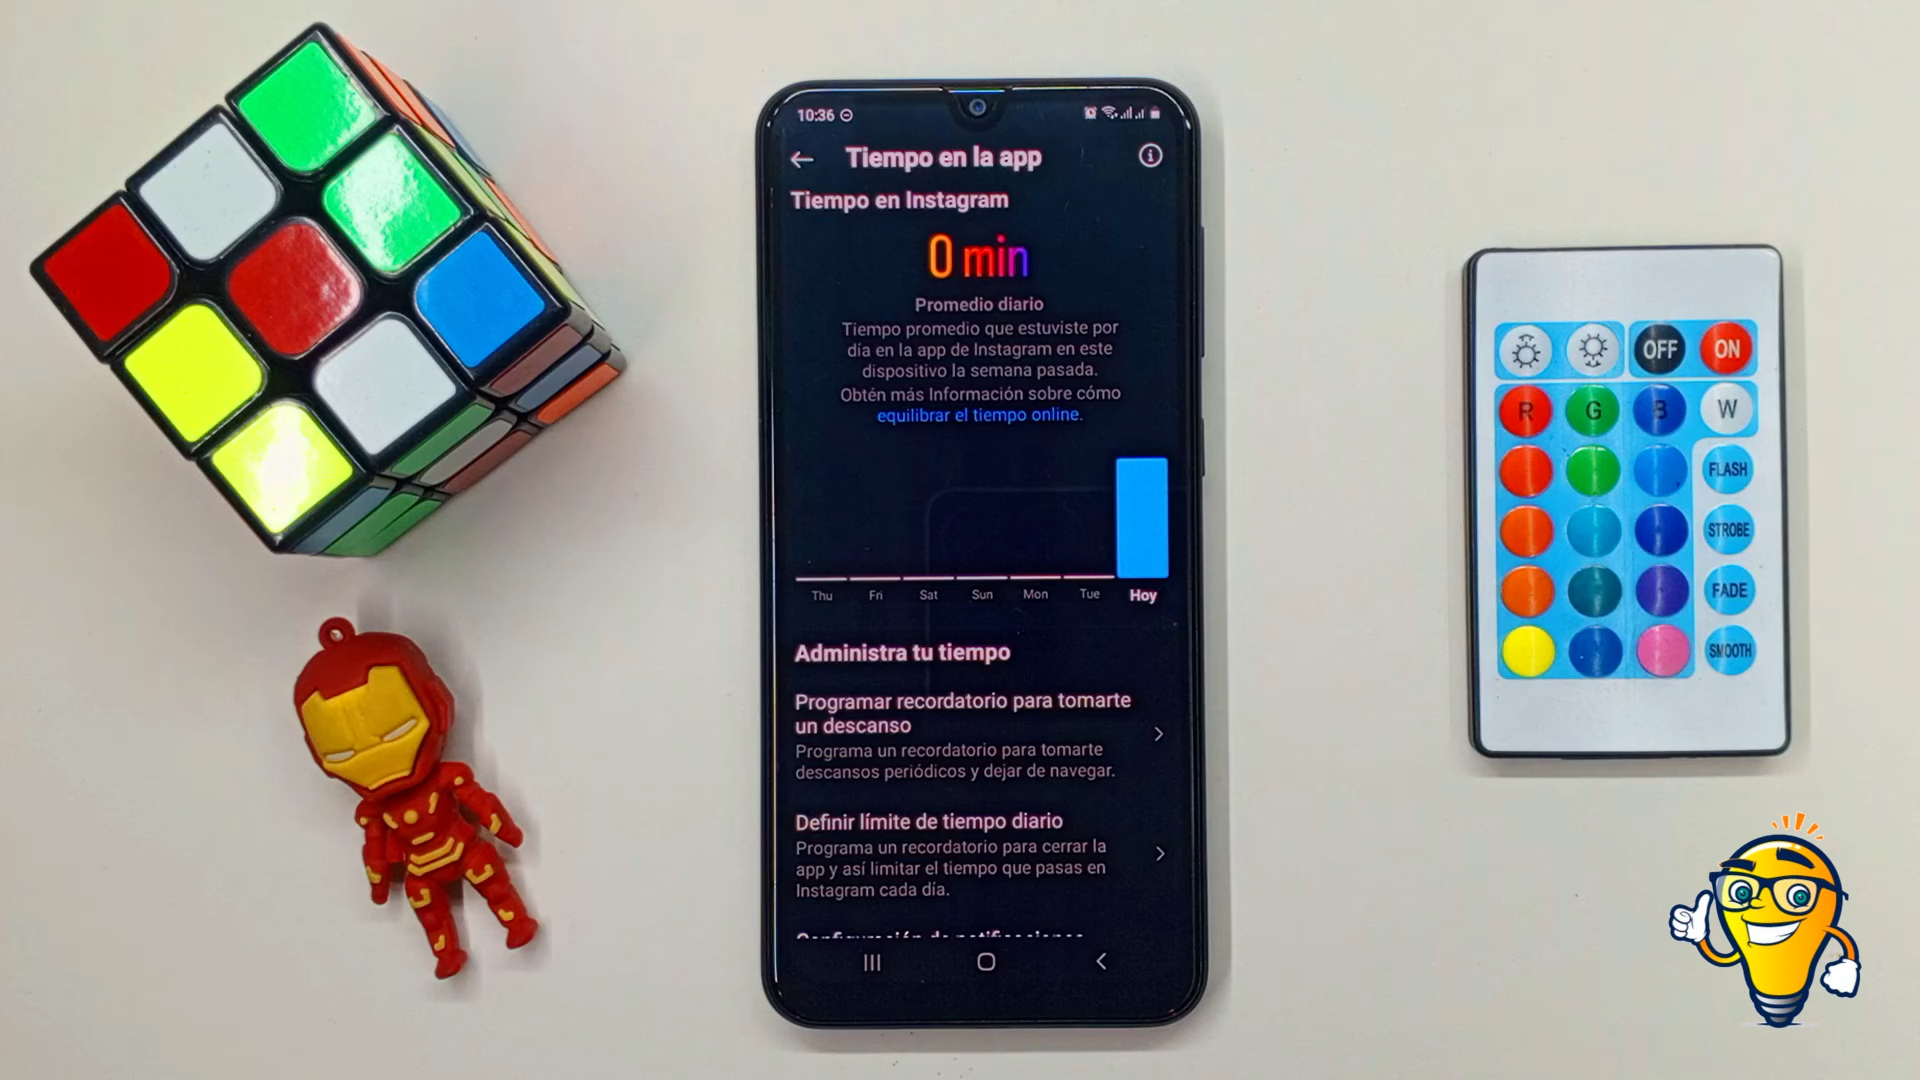 10:36
Tiempo en la app
Tiempo en Instagram
0 min
Promedio diario
Tiempo promedio que estuviste por
día en la app de Instagram en este
dispositivo la semana pasada.
Obtén más Información sobre cómo
equilibrar el tiempo online.
Thu Fri Sat Sun Mon Tue Hoy
Administra tu tiempo
Programar recordatorio para tomarte
un descanso
Programa un recordatorio para tomarte
descansos periódicos y dejar de navegar.
Definir límite de tiempo diario
Programa un recordatorio para cerrar la
app y así limitar el tiempo que pasas en
Instagram cada día.
Configuración de notificaciones
OFF ON
R G B W
FLASH
STROBE
FADE
SMOOTH